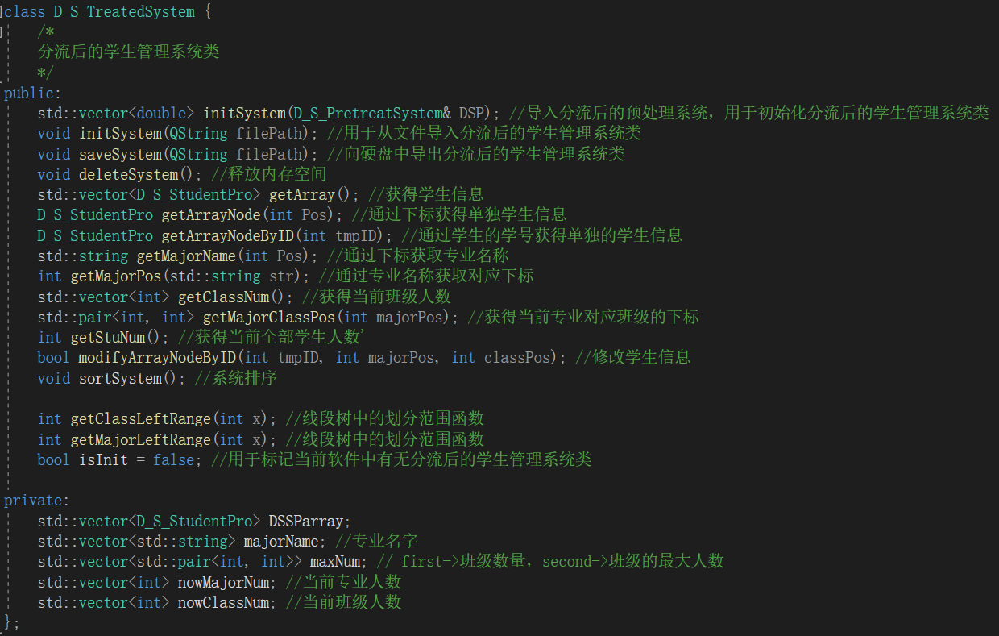 class D_S_TreatedSystem {
/*
分流后的学生管理系统类
*/
public:
std::vector<double> initSystem(D_S_PretreatSystem& DSP); //导入分流后的预处理系统，用于初始化分流后的学生管理系统类
void initSystem(QString filePath); //用于从文件导入分流后的学生管理系统类
void saveSystem(QString filePath); //向硬盘中导出分流后的学生管理系统类
void deleteSystem(); //释放内存空间
std::vector<D_S_StudentPro> getArray(); //获得学生信息
D_S_StudentPro getArrayNode(int Pos); //通过下标获得单独学生信息
D_S_StudentPro getArrayNodeByID(int tmpID); //通过学生的学号获得单独的学生信息
std::string getMajorName(int Pos); //通过下标获取专业名称
int getMajorPos(std::string str); //通过专业名称获取对应下标
std::vector<int> getClassNum(); //获得当前班级人数
std::pair<int, int> getMajorClassPos(int majorPos); //获得当前专业对应班级的下标
int getStuNum(); //获得当前全部学生人数'
bool modifyArrayNodeByID(int tmpID, int majorPos, int classPos); //修改学生信息
void sortSystem(); //系统排序
int getClassLeftRange(int x); //线段树中的划分范围函数
int getMajorLeftRange(int x); //线段树中的划分范围函数
bool isInit = false; //用于标记当前软件中有无分流后的学生管理系统类
private:
std::vector<D_S_StudentPro> DSSParray;
std::vector<std::string> majorName; //专业名字
std::vector<std::pair<int, int>> maxNum; // first->班级数量，second->班级的最大人数
std::vector<int> nowMajorNum; //当前专业人数
std::vector<int> nowClassNum; //当前班级人数
};